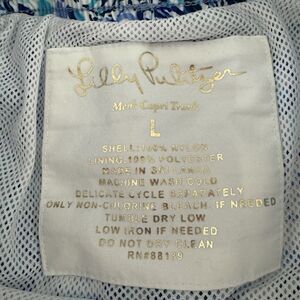 Lilly Pulitzer
Men's Capri Trunk
L
SHELL:100% NYLON
LINING:100% POLYESTER
MADE IN SRI LANKA
MACHINE WASH COLD
DELICATE CYCLE SEPARATELY
ONLY NON-CHLORINE BLEACH, IF NEEDED
TUMBLE DRY LOW
LOW IRON IF NEEDED
DO NOT DRY CLEAN
RN#88139